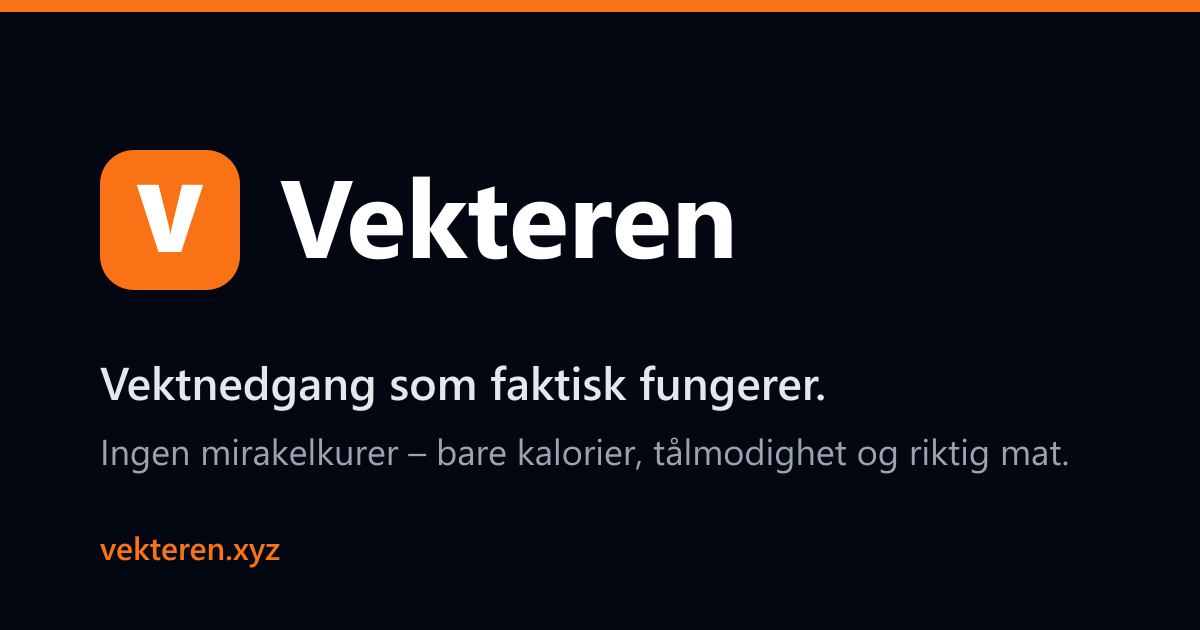 V
Vekteren
Vektnedgang som faktisk fungerer.
Ingen mirakelkurer – bare kalorier, tålmodighet og riktig mat.
vekteren.xyz